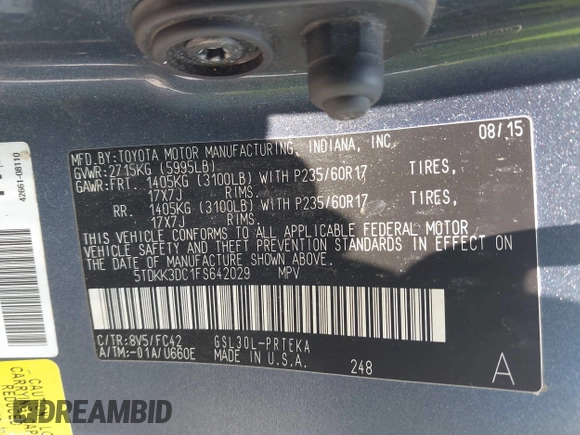 MFD.BY:TOYOTA MOTOR MANUFACTURING, INDIANA, INC. 08/15
GVWR:2715KG (5995LB)
GAWR:FRT. 1405KG (3100LB) WITH P235/60R17 TIRES,
17X7J RIMS.
RR. 1405KG (3100LB) WITH P235/60R17 TIRES,
17X7J RIMS.
THIS VEHICLE CONFORMS TO ALL APPLICABLE FEDERAL MOTOR
VEHICLE SAFETY AND THEFT PREVENTION STANDARDS IN EFFECT ON
THE DATE OF MANUFACTURE SHOWN ABOVE.
5TDKK3DC1FS642029 MPV
C/TR:8V5/FC42 GSL30L-PRTEKA
A/TM:-01A/U660E MADE IN U.S.A. 248 A
42661-08110
DREAMBID